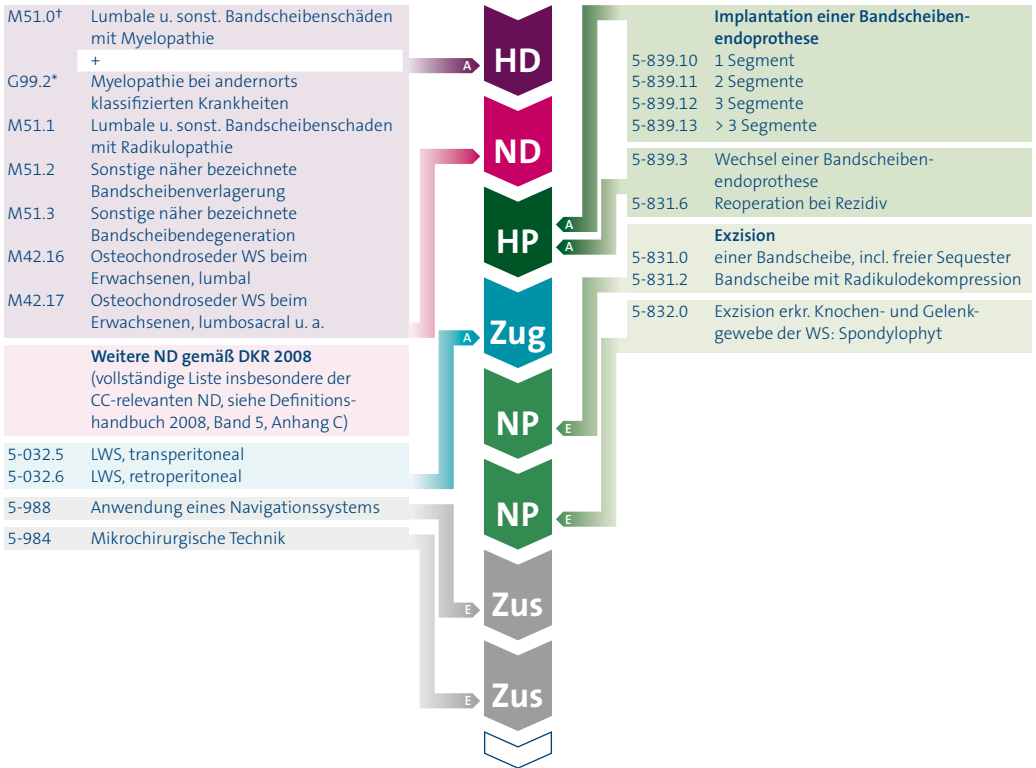 M51.0† Lumbale u. sonst. Bandscheibenschäden
mit Myelopathie
+
G99.2* Myelopathie bei andernorts
klassifizierten Krankheiten
M51.1 Lumbale u. sonst. Bandscheibenschaden
mit Radikulopathie
M51.2 Sonstige näher bezeichnete
Bandscheibenverlagerung
M51.3 Sonstige näher bezeichnete
Bandscheibendegeneration
M42.16 Osteochondroseder WS beim
Erwachsenen, lumbal
M42.17 Osteochondroseder WS beim
Erwachsenen, lumbosacral u. a.
Weitere ND gemäß DKR 2008
(vollständige Liste insbesondere der
CC-relevanten ND, siehe Definitions-
handbuch 2008, Band 5, Anhang C)
5-032.5 LWS, transperitoneal
5-032.6 LWS, retroperitoneal
5-988 Anwendung eines Navigationssystems
5-984 Mikrochirurgische Technik
A
A
E
E
HD
ND
HP
Zug
NP
NP
Zus
Zus
A
A
E
E
Implantation einer Bandscheiben-
endoprothese
5-839.10 1 Segment
5-839.11 2 Segmente
5-839.12 3 Segmente
5-839.13 > 3 Segmente
5-839.3 Wechsel einer Bandscheiben-
endoprothese
5-831.6 Reoperation bei Rezidiv
Exzision
5-831.0 einer Bandscheibe, incl. freier Sequester
5-831.2 Bandscheibe mit Radikulodekompression
5-832.0 Exzision erkr. Knochen- und Gelenk-
gewebe der WS: Spondylophyt